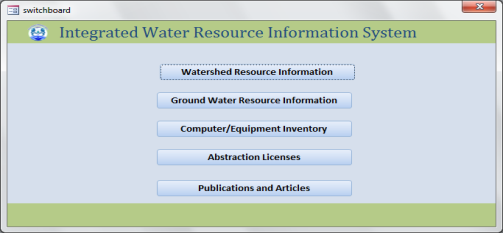 switchboard
Integrated Water Resource Information System
Watershed Resource Information
Ground Water Resource Information
Computer/Equipment Inventory
Abstraction Licenses
Publications and Articles